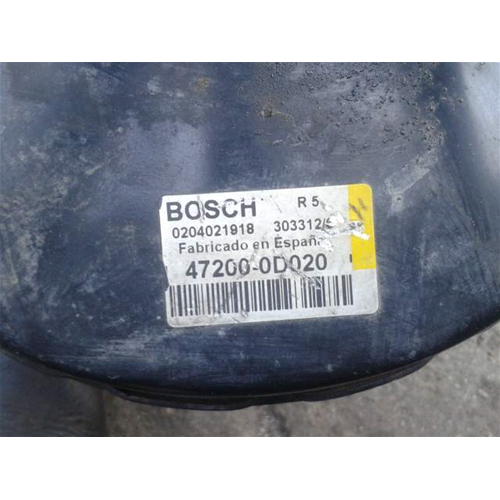 BOSCH R 5
0204021918 303312/
Fabricado en España
47200-0D020